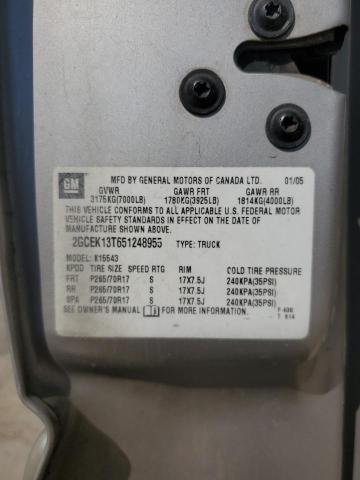 GM
MFD BY GENERAL MOTORS OF CANADA LTD. 01/05
GVWR GAWR FRT GAWR RR
3175KG(7000LB) 1780KG(3925LB) 1814KG(4000LB)
THIS VEHICLE CONFORMS TO ALL APPLICABLE U.S. FEDERAL MOTOR
VEHICLE SAFETY STANDARDS IN EFFECT ON THE DATE OF
MANUFACTURE SHOWN ABOVE.
2GCEK13T651248955 TYPE: TRUCK
MODEL: K15543
KPDD TIRE SIZE SPEED RTG RIM COLD TIRE PRESSURE
FRT P265/70R17 S 17X7.5J 240KPA(35PSI)
RR P265/70R17 S 17X7.5J 240KPA(35PSI)
SPA P265/70R17 S 17X7.5J 240KPA(35PSI)
SEE OWNER'S MANUAL FOR MORE INFORMATION.
T 614